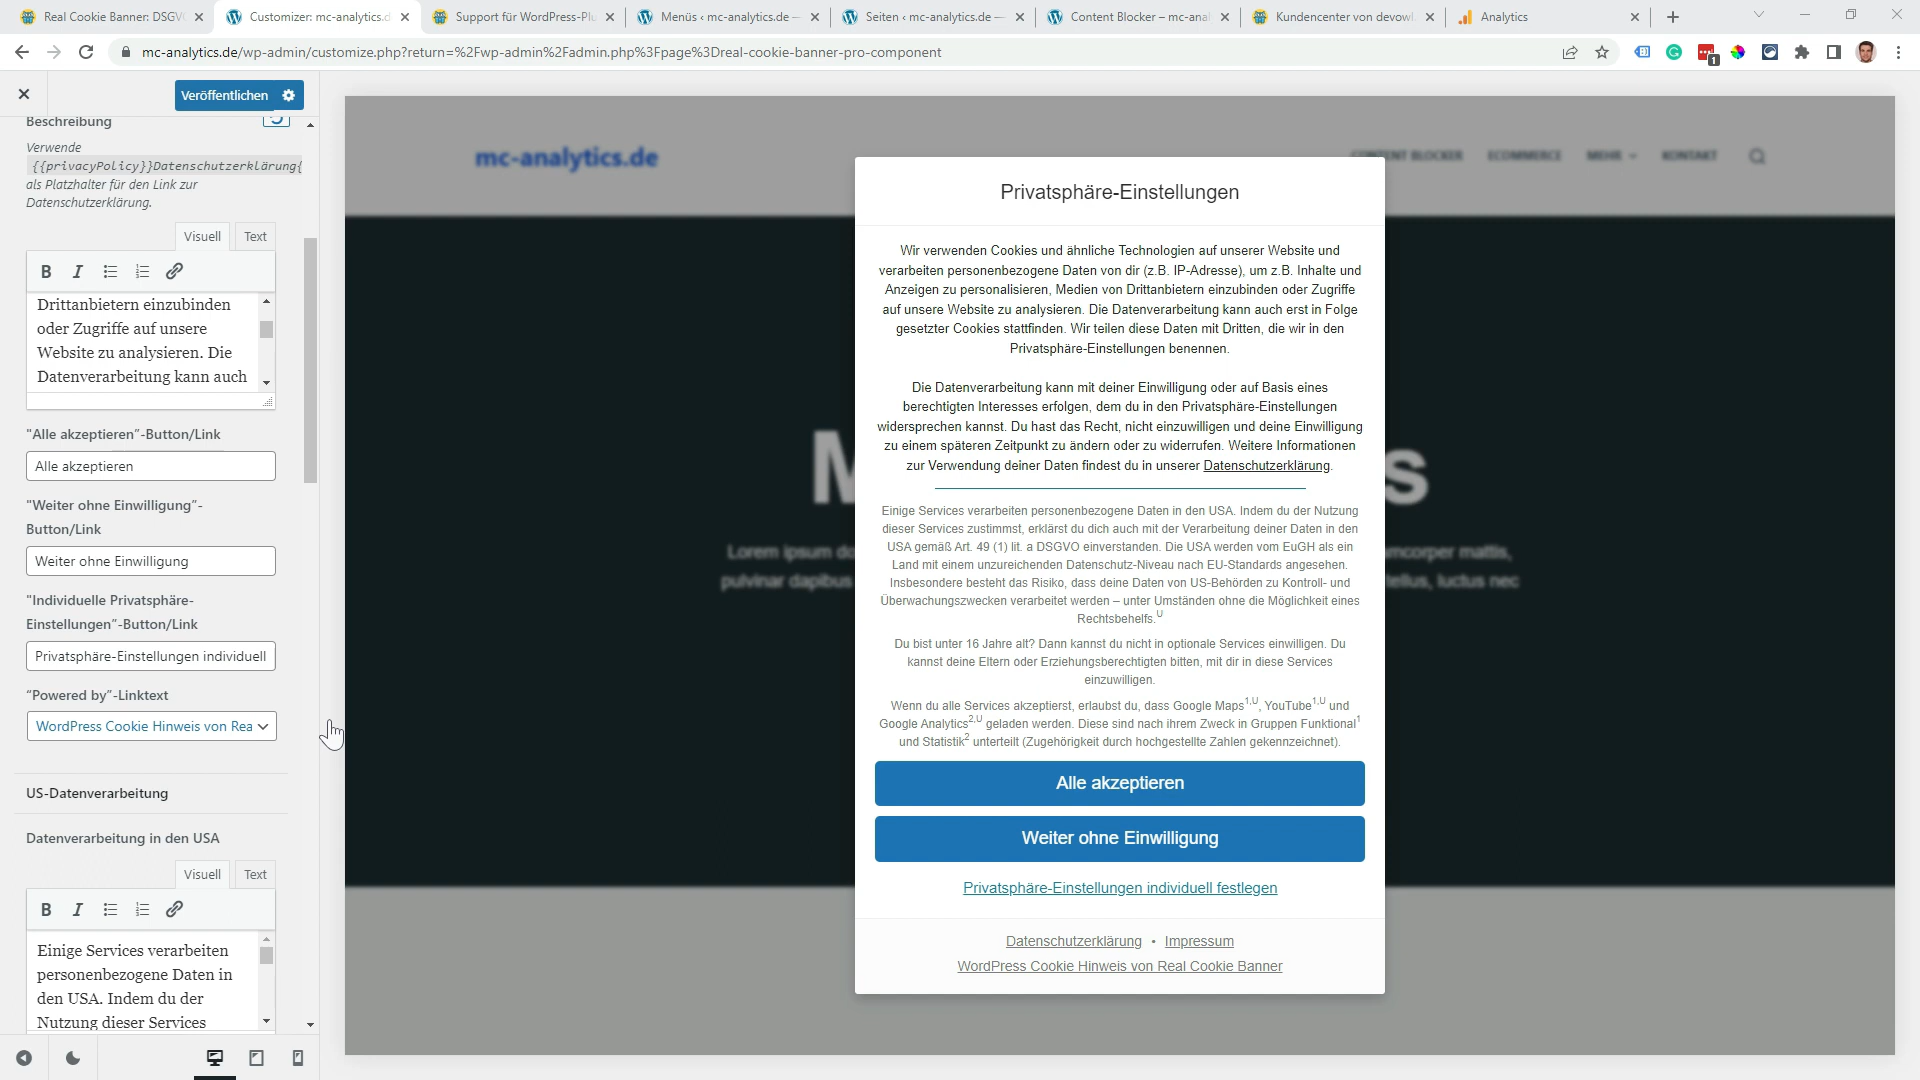 Real Cookie Banner: DSGV
Customizer: mc-analytics.d
Support für WordPress-Plu
Menüs ‹ mc-analytics.de —
Seiten ‹ mc-analytics.de —
Content Blocker – mc-anal
Kundencenter von devowl.
Analytics
mc-analytics.de/wp-admin/customize.php?return=%2Fwp-admin%2Fadmin.php%3Fpage%3Dreal-cookie-banner-pro-component
1
Veröffentlichen
Beschreibung
Verwende
{{privacyPolicy}}Datenschutzerklärung{
als Platzhalter für den Link zur
Datenschutzerklärung.
Visuell Text
B I
Drittanbietern einzubinden
oder Zugriffe auf unsere
Website zu analysieren. Die
Datenverarbeitung kann auch
"Alle akzeptieren"-Button/Link
Alle akzeptieren
"Weiter ohne Einwilligung"-
Button/Link
Weiter ohne Einwilligung
"Individuelle Privatsphäre-
Einstellungen"-Button/Link
Privatsphäre-Einstellungen individuell
"Powered by"-Linktext
WordPress Cookie Hinweis von Rea
US-Datenverarbeitung
Datenverarbeitung in den USA
Visuell Text
B I
Einige Services verarbeiten
personenbezogene Daten in
den USA. Indem du der
Nutzung dieser Services
mc-analytics.de
CONTENT BLOCKER ECOMMERCE MEHR KONTAKT
M
s
Lorem ipsum do
mcorper mattis,
pulvinar dapibus
tellus, luctus nec
Privatsphäre-Einstellungen
Wir verwenden Cookies und ähnliche Technologien auf unserer Website und
verarbeiten personenbezogene Daten von dir (z.B. IP-Adresse), um z.B. Inhalte und
Anzeigen zu personalisieren, Medien von Drittanbietern einzubinden oder Zugriffe
auf unsere Website zu analysieren. Die Datenverarbeitung kann auch erst in Folge
gesetzter Cookies stattfinden. Wir teilen diese Daten mit Dritten, die wir in den
Privatsphäre-Einstellungen benennen.
Die Datenverarbeitung kann mit deiner Einwilligung oder auf Basis eines
berechtigten Interesses erfolgen, dem du in den Privatsphäre-Einstellungen
widersprechen kannst. Du hast das Recht, nicht einzuwilligen und deine Einwilligung
zu einem späteren Zeitpunkt zu ändern oder zu widerrufen. Weitere Informationen
zur Verwendung deiner Daten findest du in unserer Datenschutzerklärung.
Einige Services verarbeiten personenbezogene Daten in den USA. Indem du der Nutzung
dieser Services zustimmst, erklärst du dich auch mit der Verarbeitung deiner Daten in den
USA gemäß Art. 49 (1) lit. a DSGVO einverstanden. Die USA werden vom EuGH als ein
Land mit einem unzureichenden Datenschutz-Niveau nach EU-Standards angesehen.
Insbesondere besteht das Risiko, dass deine Daten von US-Behörden zu Kontroll- und
Überwachungszwecken verarbeitet werden – unter Umständen ohne die Möglichkeit eines
Rechtsbehelfs.U
Du bist unter 16 Jahre alt? Dann kannst du nicht in optionale Services einwilligen. Du
kannst deine Eltern oder Erziehungsberechtigten bitten, mit dir in diese Services
einzuwilligen.
Wenn du alle Services akzeptierst, erlaubst du, dass Google Maps1,U, YouTube1,U und
Google Analytics2,U geladen werden. Diese sind nach ihrem Zweck in Gruppen Funktional1
und Statistik2 unterteilt (Zugehörigkeit durch hochgestellte Zahlen gekennzeichnet).
Alle akzeptieren
Weiter ohne Einwilligung
Privatsphäre-Einstellungen individuell festlegen
Datenschutzerklärung • Impressum
WordPress Cookie Hinweis von Real Cookie Banner